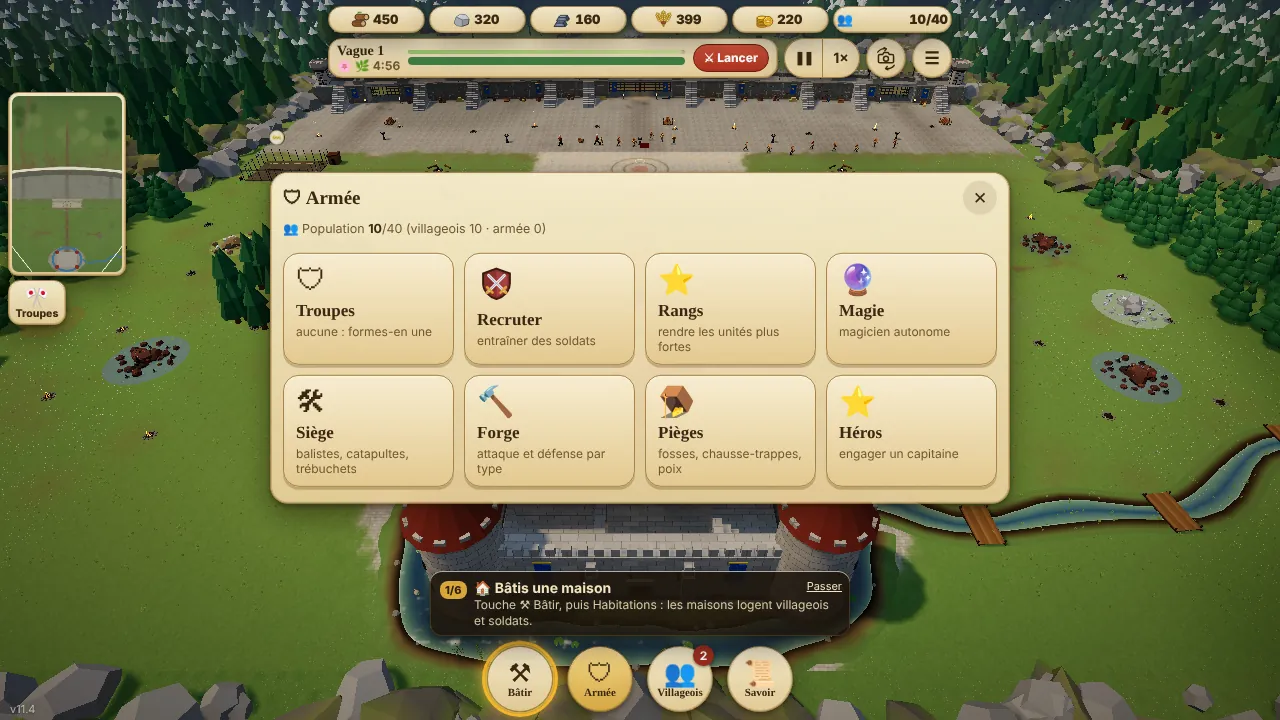 450
320
160
399
220
10/40
Vague 1
4:56
Lancer
1×
Troupes
Armée
Population 10/40 (villageois 10 · armée 0)
Troupes
aucune : formes-en une
Recruter
entraîner des soldats
Rangs
rendre les unités plus
fortes
Magie
magicien autonome
Siège
balistes, catapultes,
trébuchets
Forge
attaque et défense par
type
Pièges
fosses, chausse-trappes,
poix
Héros
engager un capitaine
1/6
Bâtis une maison
Passer
Touche ⚒ Bâtir, puis Habitations : les maisons logent villageois
et soldats.
Bâtir
Armée
2
Villageois
Savoir
v11.4